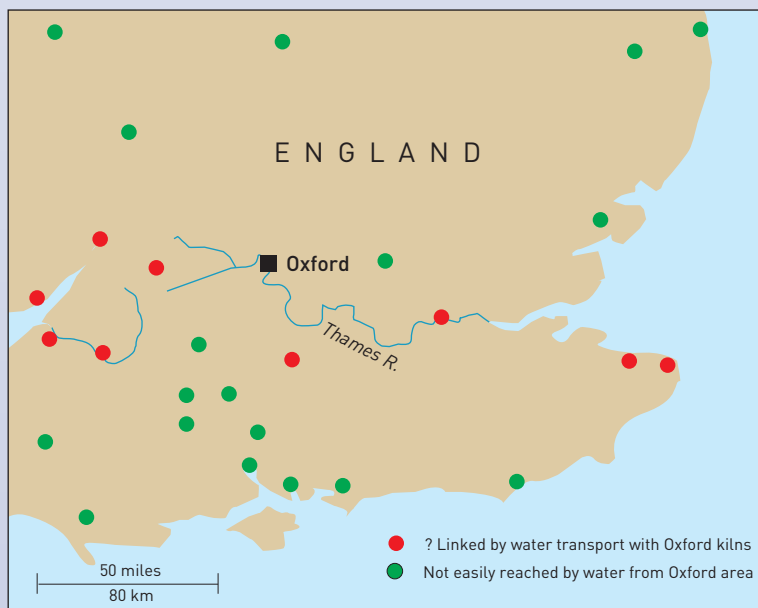 ENGLAND
Oxford
Thames R.
? Linked by water transport with Oxford kilns
Not easily reached by water from Oxford area
50 miles
80 km